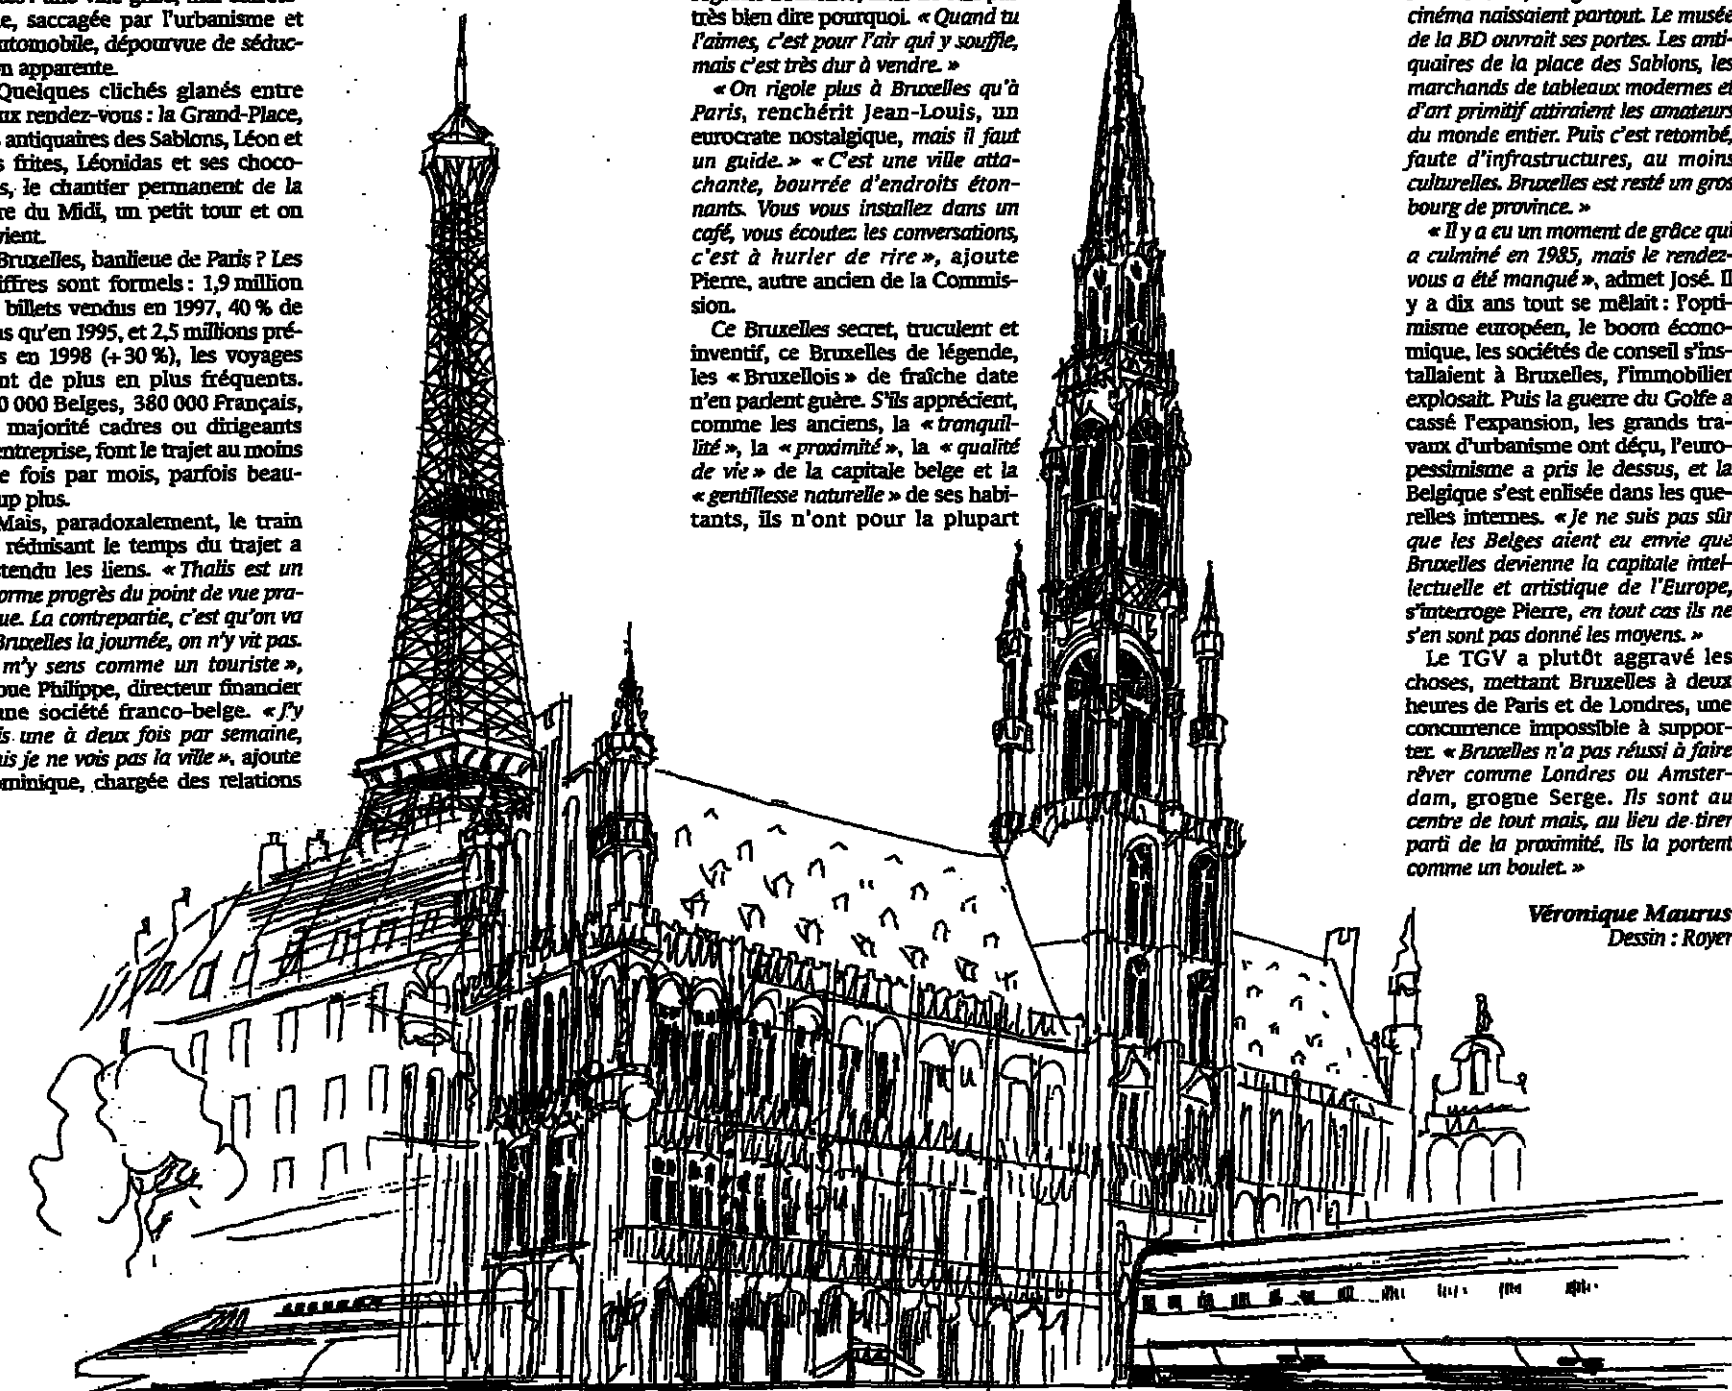 e, saccagée par l'urbanisme et
utomobile, dépourvue de séduc-
n apparente.
Quelques clichés glanés entre
ux rendez-vous : la Grand-Place,
antiquaires des Sablons, Léon et
s frites, Léonidas et ses choco-
s, le chantier permanent de la
re du Midi, un petit tour et on
vient.
Bruxelles, banlieue de Paris ? Les
iffres sont formels : 1,9 million
billets vendus en 1997, 40 % de
us qu'en 1995, et 2,5 millions pré-
s en 1998 (+ 30 %), les voyages
nt de plus en plus fréquents.
0 000 Belges, 380 000 Français,
majorité cadres ou dirigeants
entreprise, font le trajet au moins
e fois par mois, parfois beau-
up plus.
Mais, paradoxalement, le train
réduisant le temps du trajet a
stendu les liens. « Thalis est un
orme progrès du point de vue pra-
ue. La contrepartie, c'est qu'on va
Bruxelles la journée, on n'y vit pas.
m'y sens comme un touriste »,
oue Philippe, directeur financier
une société franco-belge. « J'y
is une à deux fois par semaine,
is je ne vois pas la ville », ajoute
ominique, chargée des relations
très bien dire pourquoi. « Quand tu
l'aimes, c'est pour l'air qui y souffle,
mais c'est très dur à vendre. »
« On rigole plus à Bruxelles qu'à
Paris, renchérit Jean-Louis, un
eurocrate nostalgique, mais il faut
un guide. » « C'est une ville atta-
chante, bourrée d'endroits éton-
nants. Vous vous installez dans un
café, vous écoutez les conversations,
c'est à hurler de rire », ajoute
Pierre, autre ancien de la Commis-
sion.
Ce Bruxelles secret, truculent et
inventif, ce Bruxelles de légende,
les « Bruxellois » de fraîche date
n'en parlent guère. S'ils apprécient,
comme les anciens, la « tranquil-
lité », la « proximité », la « qualité
de vie » de la capitale belge et la
« gentillesse naturelle » de ses habi-
tants, ils n'ont pour la plupart
cinéma naissaient partout. Le musée
de la BD ouvrait ses portes. Les anti-
quaires de la place des Sablons, les
marchands de tableaux modernes et
d'art primitif attiraient les amateurs
du monde entier. Puis c'est retombé,
faute d'infrastructures, au moins
culturelles. Bruxelles est resté un gros
bourg de province. »
« Il y a eu un moment de grâce qui
a culminé en 1985, mais le rendez-
vous a été manqué », admet José. Il
y a dix ans tout se mêlait : l'opti-
misme européen, le boom écono-
mique, les sociétés de conseil s'ins-
tallaient à Bruxelles, l'immobilier
explosait. Puis la guerre du Golfe a
cassé l'expansion, les grands tra-
vaux d'urbanisme ont déçu, l'euro-
pessimisme a pris le dessus, et la
Belgique s'est enlisée dans les que-
relles internes. « Je ne suis pas sûr
que les Belges aient eu envie que
Bruxelles devienne la capitale intel-
lectuelle et artistique de l'Europe,
s'interroge Pierre, en tout cas ils ne
s'en sont pas donné les moyens. »
Le TGV a plutôt aggravé les
choses, mettant Bruxelles à deux
heures de Paris et de Londres, une
concurrence impossible à suppor-
ter. « Bruxelles n'a pas réussi à faire
rêver comme Londres ou Amster-
dam, grogne Serge. Ils sont au
centre de tout mais, au lieu de tirer
parti de la proximité, ils la portent
comme un boulet. »
Véronique Maurus
Dessin : Royer